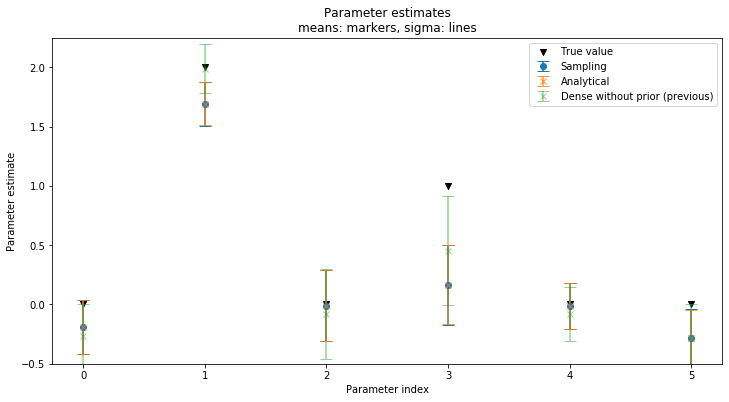 Parameter estimates
means: markers, sigma: lines
True value
Sampling
Analytical
Dense without prior (previous)
Parameter estimate
2.0
1.5
1.0
0.5
0.0
−0.5
0 1 2 3 4 5
Parameter index